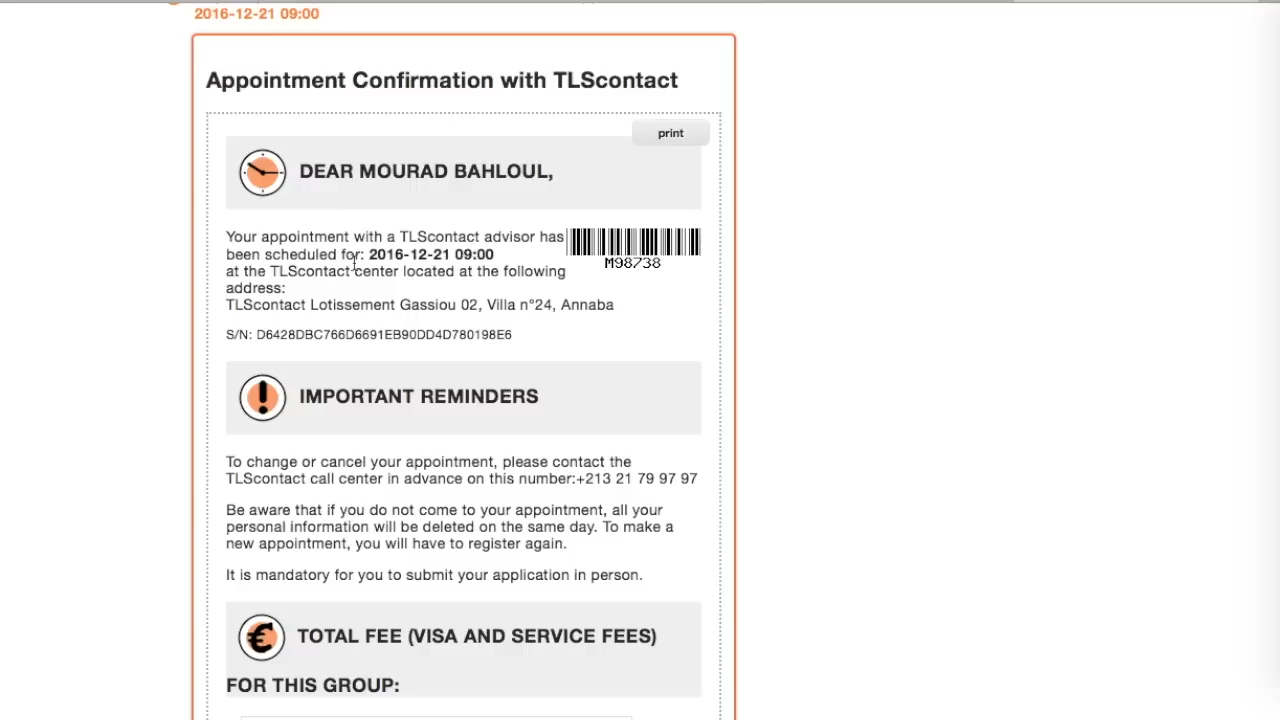 2016-12-21 09:00
Appointment Confirmation with TLScontact
print
DEAR MOURAD BAHLOUL,
Your appointment with a TLScontact advisor has
been scheduled for: 2016-12-21 09:00
at the TLScontact center located at the following
address:
TLScontact Lotissement Gassiou 02, Villa n°24, Annaba
M98738
S/N: D6428DBC766D6691EB90DD4D780198E6
IMPORTANT REMINDERS
To change or cancel your appointment, please contact the
TLScontact call center in advance on this number:+213 21 79 97 97
Be aware that if you do not come to your appointment, all your
personal information will be deleted on the same day. To make a
new appointment, you will have to register again.
It is mandatory for you to submit your application in person.
€ TOTAL FEE (VISA AND SERVICE FEES)
FOR THIS GROUP: